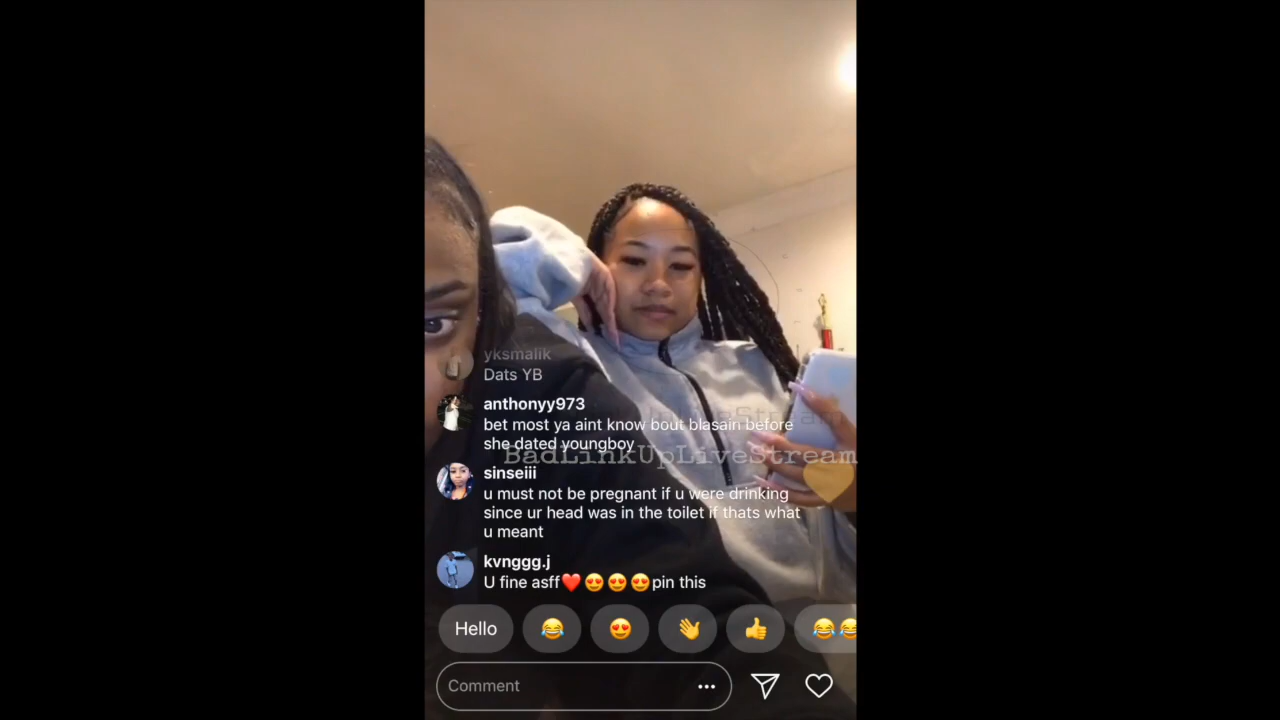 yksmalik
Dats YB
anthonyy973
bet most ya aint know bout blasain before
she dated youngboy
BadLinkUpLiveStream
sinseiii
u must not be pregnant if u were drinking
since ur head was in the toilet if thats what
u meant
kvnggg.j
U fine asff❤️😍😍😍pin this
Hello 😂 😍 👋 👍 😂😂
Comment